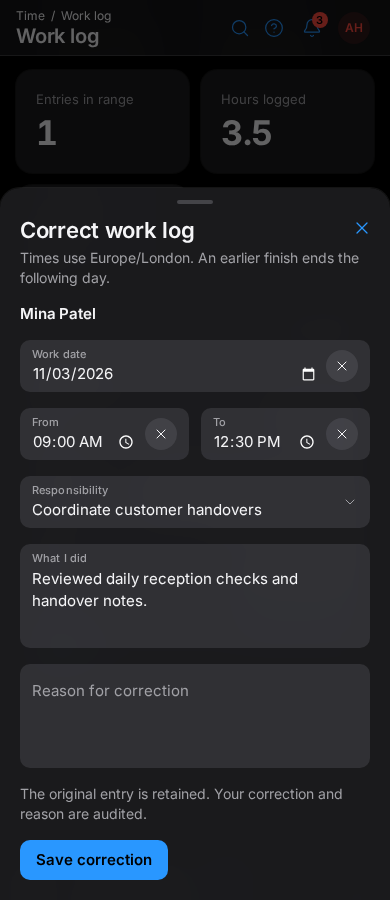 Time / Work log
Work log
3
AH
Entries in range
1
Hours logged
3.5
Correct work log
Times use Europe/London. An earlier finish ends the
following day.
Mina Patel
Work date
11/03/2026
From
09:00 AM
To
12:30 PM
Responsibility
Coordinate customer handovers
What I did
Reviewed daily reception checks and
handover notes.
Reason for correction
The original entry is retained. Your correction and
reason are audited.
Save correction